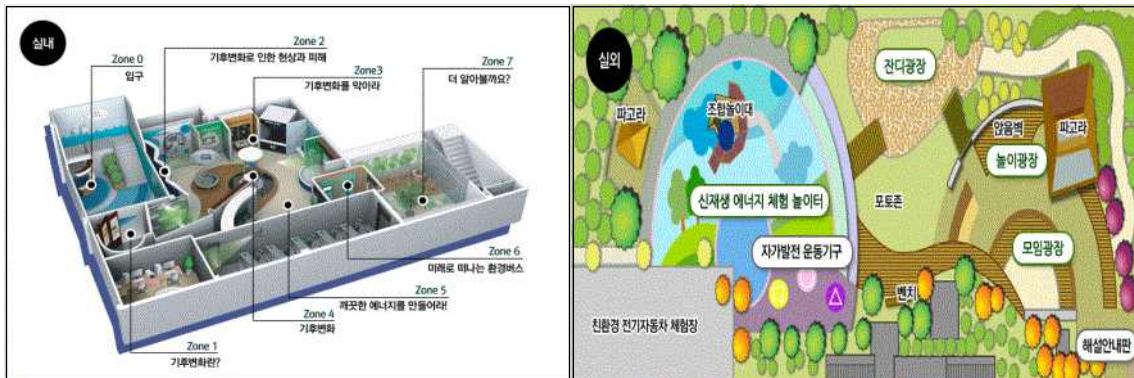 실내
Zone 0
입구
Zone 2
기후변화로 인한 현상과 피해
Zone3
기후변화를 막아라
Zone 7
더 알아볼까요?
Zone 6
미래로 떠나는 환경버스
Zone 5
깨끗한 에너지를 만들어라!
Zone 4
기후변화
Zone 1
기후변화란?
실외
잔디광장
파고라
조합놀이대
앉음벽
파고라
놀이광장
신재생 에너지 체험 놀이터
포토존
자가발전 운동기구
모임광장
벤치
친환경 전기자동차 체험장
해설안내판